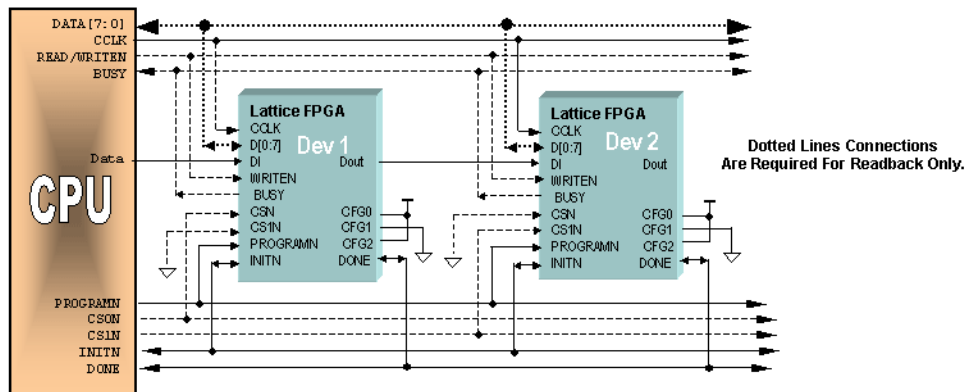 DATA[7:0]
CCLK
READ/WRITEN
BUSY
Data
CPU
PROGRAMN
CS0N
CS1N
INITN
DONE
Lattice FPGA
Dev 1
CCLK
D[0:7]
DI
Dout
WRITEN
BUSY
CSN
CFG0
CS1N
CFG1
PROGRAMN
CFG2
INITN
DONE
Lattice FPGA
Dev 2
CCLK
D[0:7]
DI
Dout
WRITEN
BUSY
CSN
CFG0
CS1N
CFG1
PROGRAMN
CFG2
INITN
DONE
Dotted Lines Connections
Are Required For Readback Only.